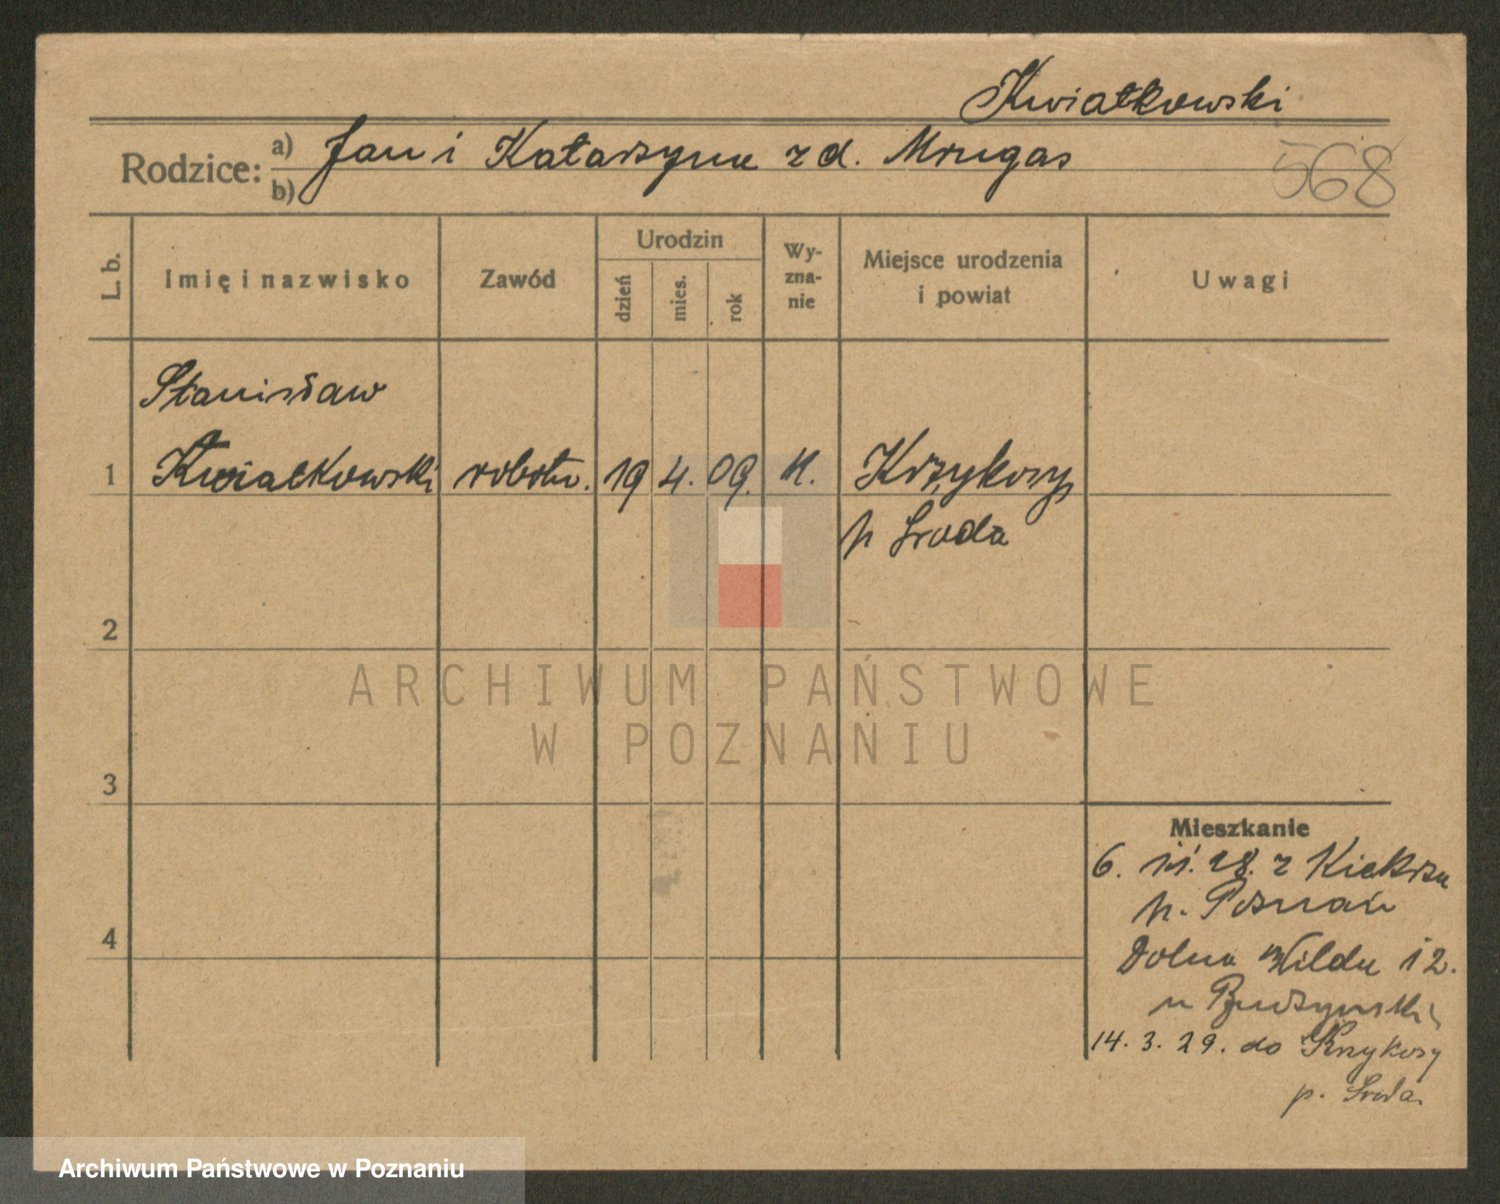 Kwiatkowski
Rodzice: a) Jan i Katarzyna z d. Mrugas
b)
568
L. b.
Imię i nazwisko
Zawód
Urodzin
dzień
mies.
rok
Wy-
zna-
nie
Miejsce urodzenia
i powiat
Uwagi
Stanisław
1 Kwiatkowski robotn. 19 4. 09. k. Krzykosy
p Środa
2
3
4
ARCHIWUM PAŃSTWOWE
W POZNANIU
Mieszkanie
6. 28. z Kiekrza
p. Poznań
Dolna Wilda 12.
u
14. 3. 29. do Krzykosy
p. Środa.
Archiwum Państwowe w Poznaniu